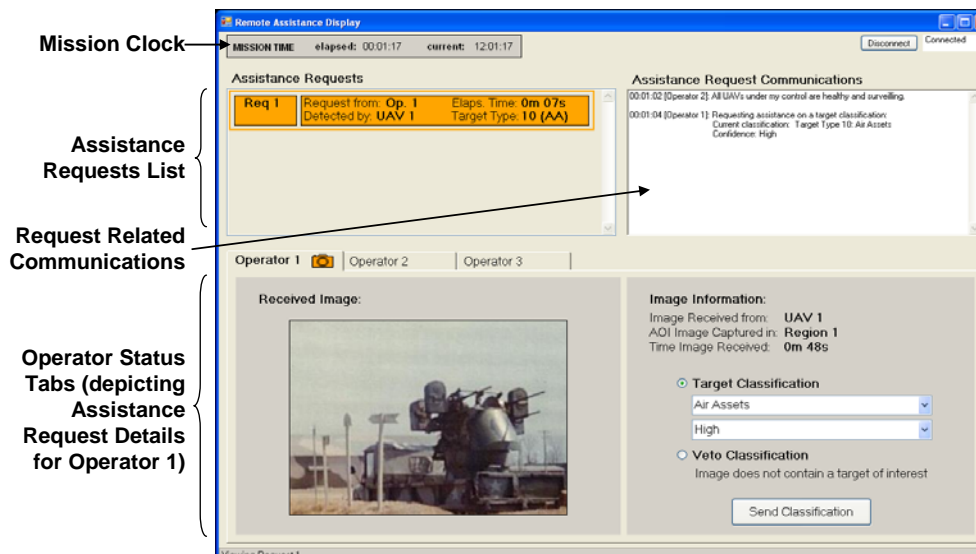 Remote Assistance Display
Mission Clock
MISSION TIME elapsed: 00:01:17 current: 12:01:17
Disconnect
Connected
Assistance Requests
Assistance Request Communications
Assistance Requests List
Req 1
Request from: Op. 1 Elaps. Time: 0m 07s
Detected by: UAV 1 Target Type: 10 (AA)
00:01:02 [Operator 2]: All UAVs under my control are healthy and surveilling.
00:01:04 [Operator 1]: Requesting assistance on a target classification:
Current classification: Target Type 10: Air Assets
Confidence: High
Request Related
Communications
Operator 1
Operator 2
Operator 3
Operator Status
Tabs (depicting
Assistance
Request Details
for Operator 1)
Received Image:
Image Information:
Image Received from: UAV 1
AOI Image Captured in: Region 1
Time Image Received: 0m 48s
Target Classification
Air Assets
High
Veto Classification
Image does not contain a target of interest
Send Classification
Viewing Request 1